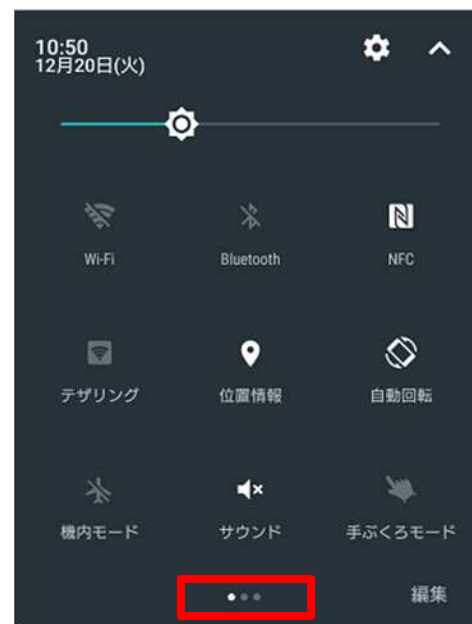 10:50
12月20日(火)
Wi-Fi
Bluetooth
NFC
テザリング
位置情報
自動回転
機内モード
サウンド
手ぶくろモード
編集